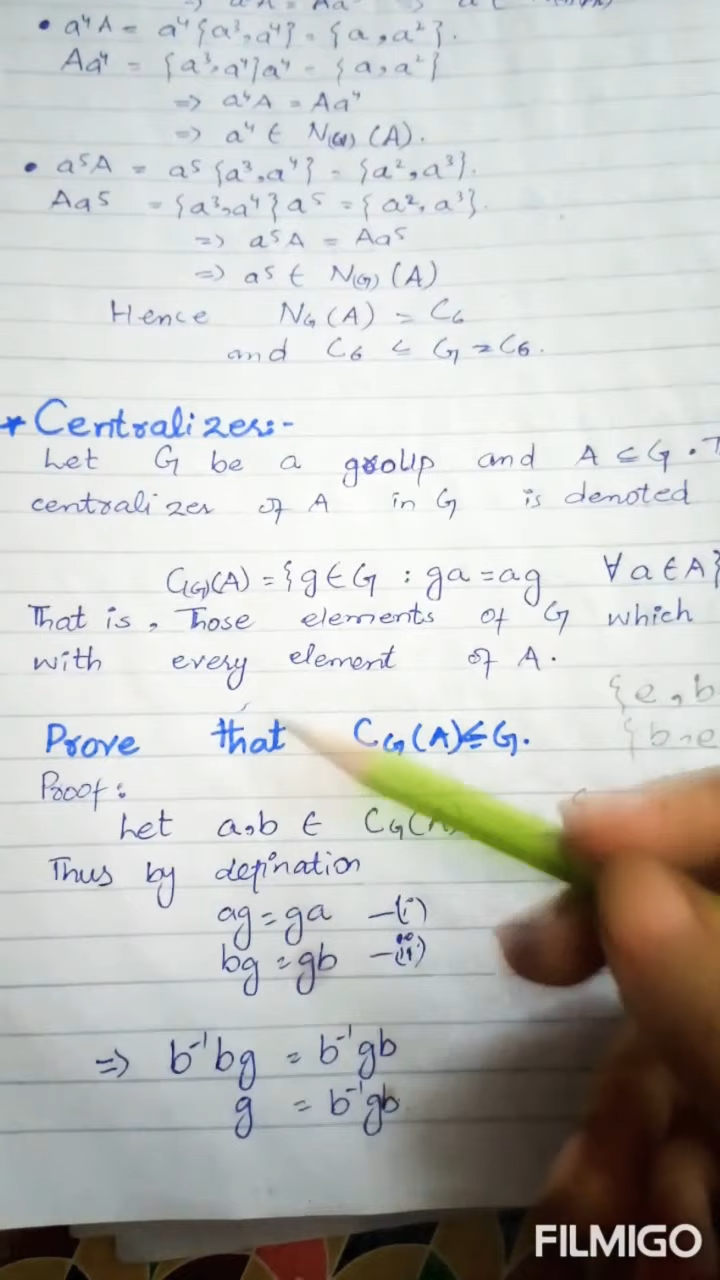 • a⁴A = a⁴{a³,a⁴} = {a,a²}.
Aa⁴ = {a³,a⁴}a⁴ = {a,a²}
=> a⁴A = Aa⁴
=> a⁴ ∈ N(G)(A).
• a⁵A = a⁵{a³,a⁴} = {a²,a³}.
Aa⁵ = {a³,a⁴}a⁵ = {a²,a³}.
=> a⁵A = Aa⁵
=> a⁵ ∈ N(G)(A)
Hence N_G(A) = C₆
and C₆ ≤ G = C₆.
* Centralizer:-
Let G be a group and A ⊆ G.
centralizer of A in G is denoted
C(G)(A) = {g∈G : ga=ag ∀a∈A}
That is, Those elements of G which
with every element of A.
{e,b
{b,e
Prove that C_G(A)≤G.
Proof:
Let a,b ∈ C_G(A)
Thus by defination
ag=ga —(i)
bg=gb —(ii)
=> b⁻¹bg = b⁻¹gb
g = b⁻¹gb
FILMIGO